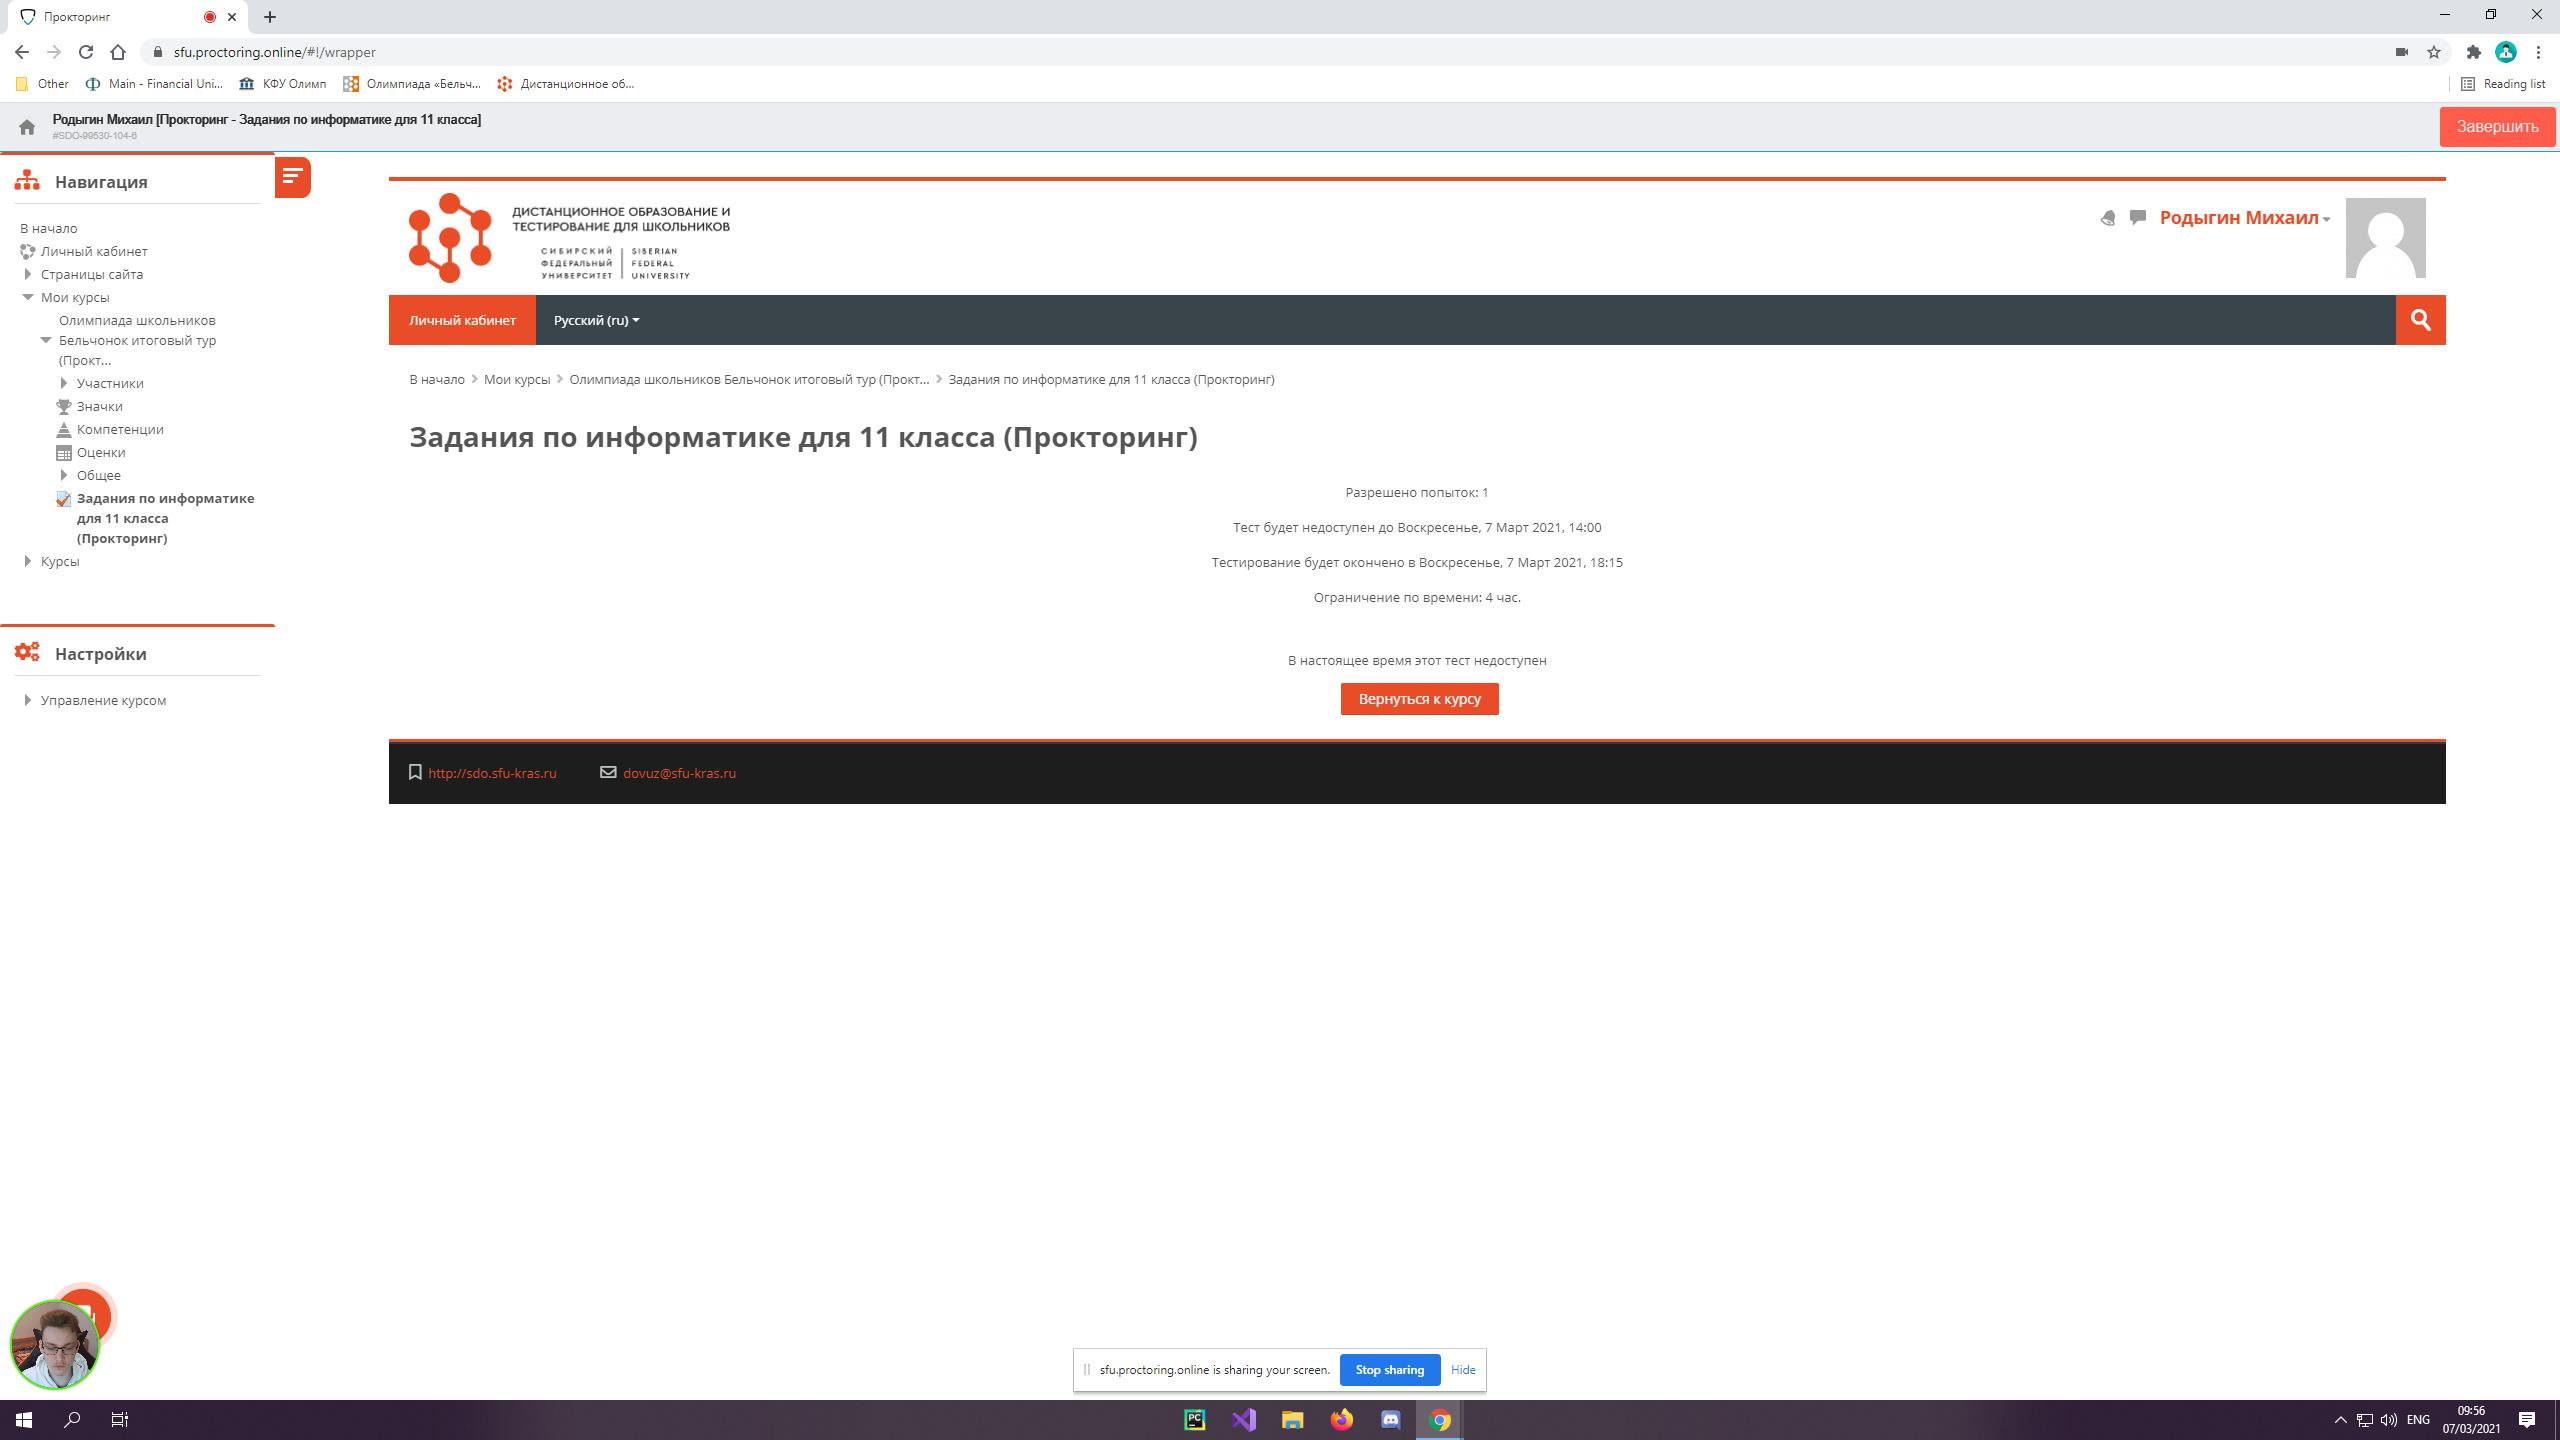 Прокторинг
sfu.proctoring.online/#!/wrapper
Other
Main - Financial Uni...
КФУ Олимп
Олимпиада «Бельч...
Дистанционное об...
Reading list
Родыгин Михаил [Прокторинг - Задания по информатике для 11 класса]
#SDO-99530-104-6
Завершить
Навигация
В начало
Личный кабинет
Страницы сайта
Мои курсы
Олимпиада школьников
Бельчонок итоговый тур
(Прокт...
Участники
Значки
Компетенции
Оценки
Общее
Задания по информатике
для 11 класса
(Прокторинг)
Курсы
Настройки
Управление курсом
ДИСТАНЦИОННОЕ ОБРАЗОВАНИЕ И
ТЕСТИРОВАНИЕ ДЛЯ ШКОЛЬНИКОВ
СИБИРСКИЙ
ФЕДЕРАЛЬНЫЙ
УНИВЕРСИТЕТ
SIBERIAN
FEDERAL
UNIVERSITY
Родыгин Михаил
Личный кабинет
Русский (ru)
В начало
Мои курсы
Олимпиада школьников Бельчонок итоговый тур (Прокт...
Задания по информатике для 11 класса (Прокторинг)
Задания по информатике для 11 класса (Прокторинг)
Разрешено попыток: 1
Тест будет недоступен до Воскресенье, 7 Март 2021, 14:00
Тестирование будет окончено в Воскресенье, 7 Март 2021, 18:15
Ограничение по времени: 4 час.
В настоящее время этот тест недоступен
Вернуться к курсу
http://sdo.sfu-kras.ru
dovuz@sfu-kras.ru
sfu.proctoring.online is sharing your screen.
Stop sharing
Hide
PC
ENG
09:56
07/03/2021